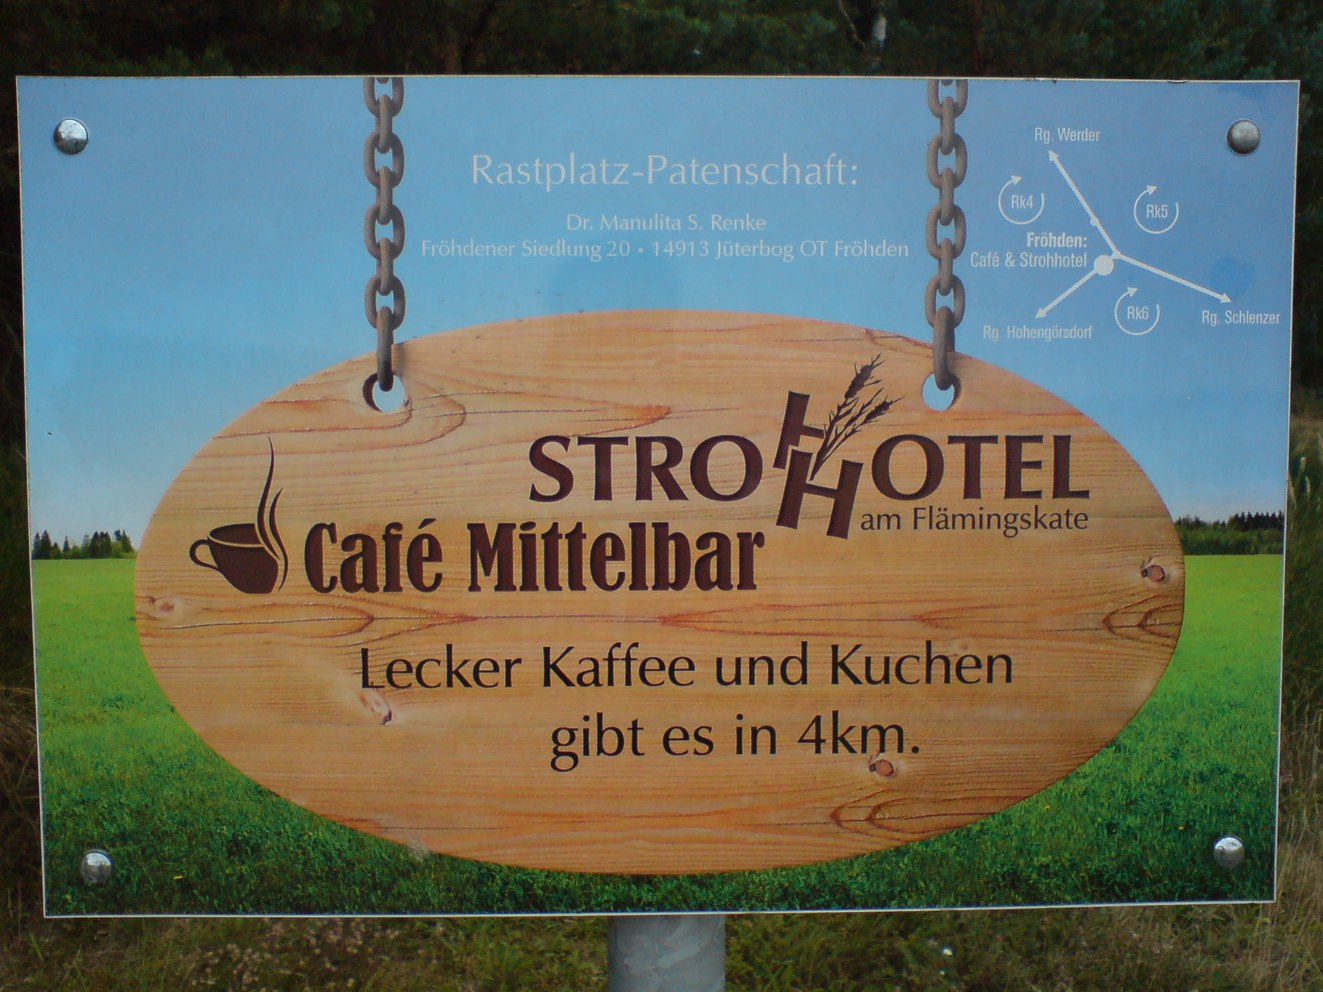 Rastplatz-Patenschaft:
Dr. Manulita S. Renke
Fröhdener Siedlung 20 • 14913 Jüterbog OT Fröhden
Rg. Werder
Rk4
Rk5
Fröhden:
Café & Strohhotel
Rk6
Rg. Hohengörsdorf
Rg. Schlenzer
STROHHOTEL
am Flämingskate
Café Mittelbar
Lecker Kaffee und Kuchen
gibt es in 4km.